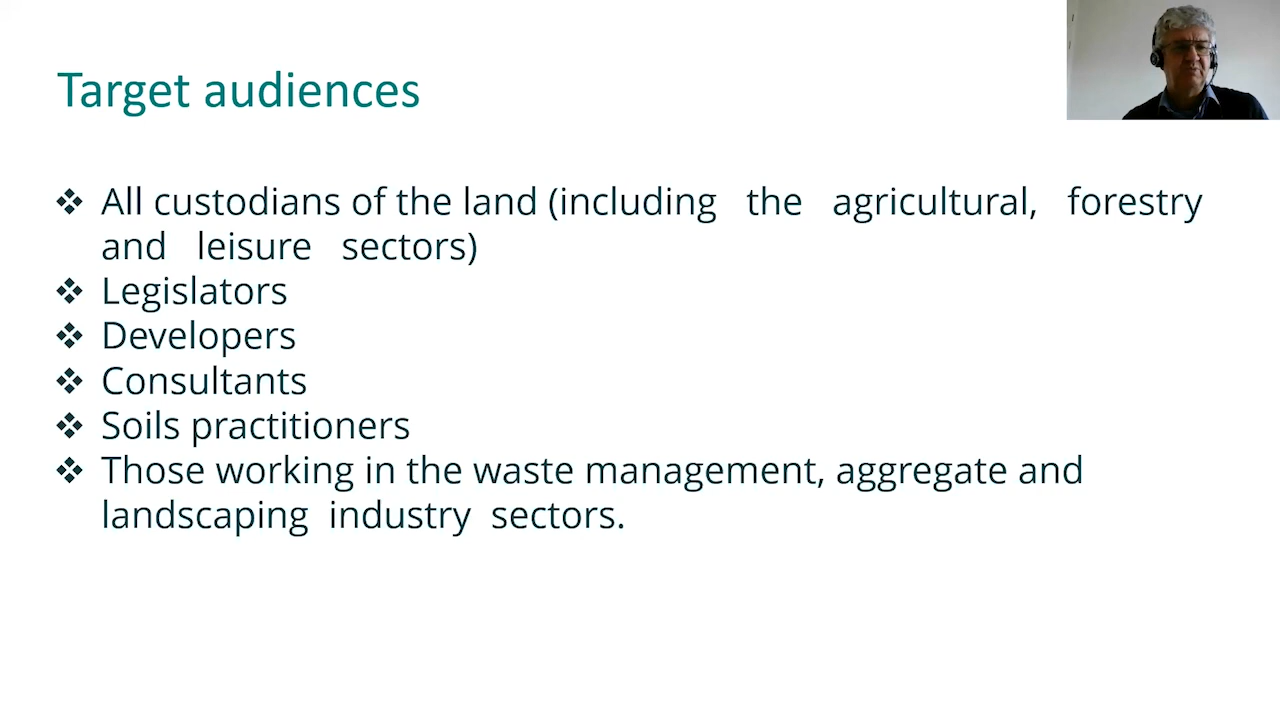 Target audiences
❖ All custodians of the land (including the agricultural, forestry
and leisure sectors)
❖ Legislators
❖ Developers
❖ Consultants
❖ Soils practitioners
❖ Those working in the waste management, aggregate and
landscaping industry sectors.